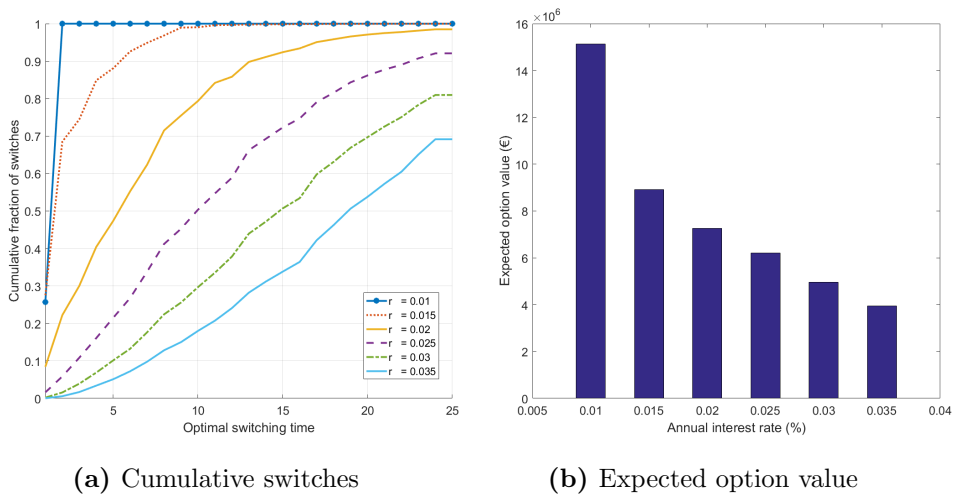 1
0.9
0.8
0.7
0.6
0.5
0.4
0.3
0.2
0.1
0
5
10
15
20
25
Cumulative fraction of switches
Optimal switching time
r = 0.01
r = 0.015
r = 0.02
r = 0.025
r = 0.03
r = 0.035
(a) Cumulative switches
×10⁶
16
14
12
10
8
6
4
2
0
0.005
0.01
0.015
0.02
0.025
0.03
0.035
0.04
Expected option value (€)
Annual interest rate (%)
(b) Expected option value